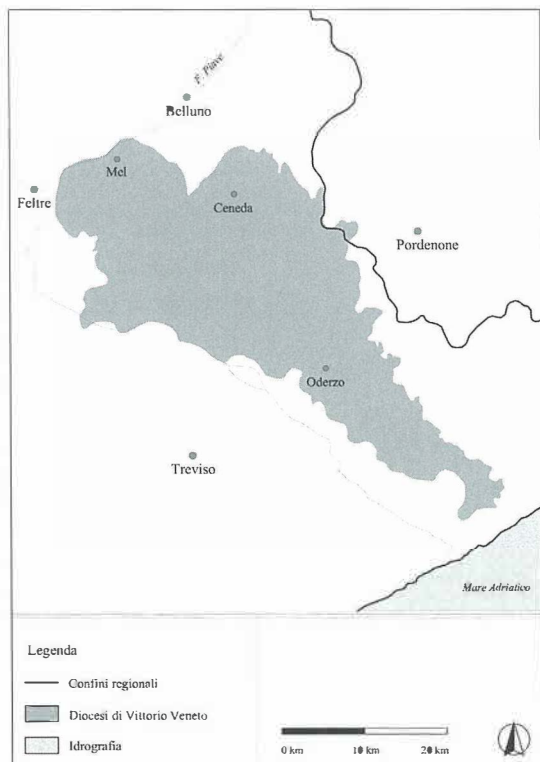 F. Piave
Belluno
Mel
Ceneda
Feltre
Pordenone
Oderzo
Treviso
Mare Adriatico
Legenda
Confini regionali
Diocesi di Vittorio Veneto
Idrografia
0 km 10 km 20 km